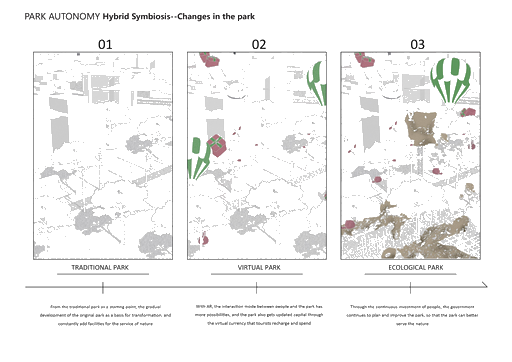 PARK AUTONOMY Hybrid Symbiosis--Changes in the park
01
02
03
TRADITIONAL PARK
VIRTUAL PARK
ECOLOGICAL PARK
From the traditional park as a starting point, the gradual
development of the original park as a basis for transformation, and
constantly add facilities for the service of nature
With AR, the interaction mode between people and the park has
more possibilities, and the park also gets updated capital through
the virtual currency that tourists recharge and spend
Through the continuous investment of people, the government
continues to plan and improve the park, so that the park can better
serve the nature